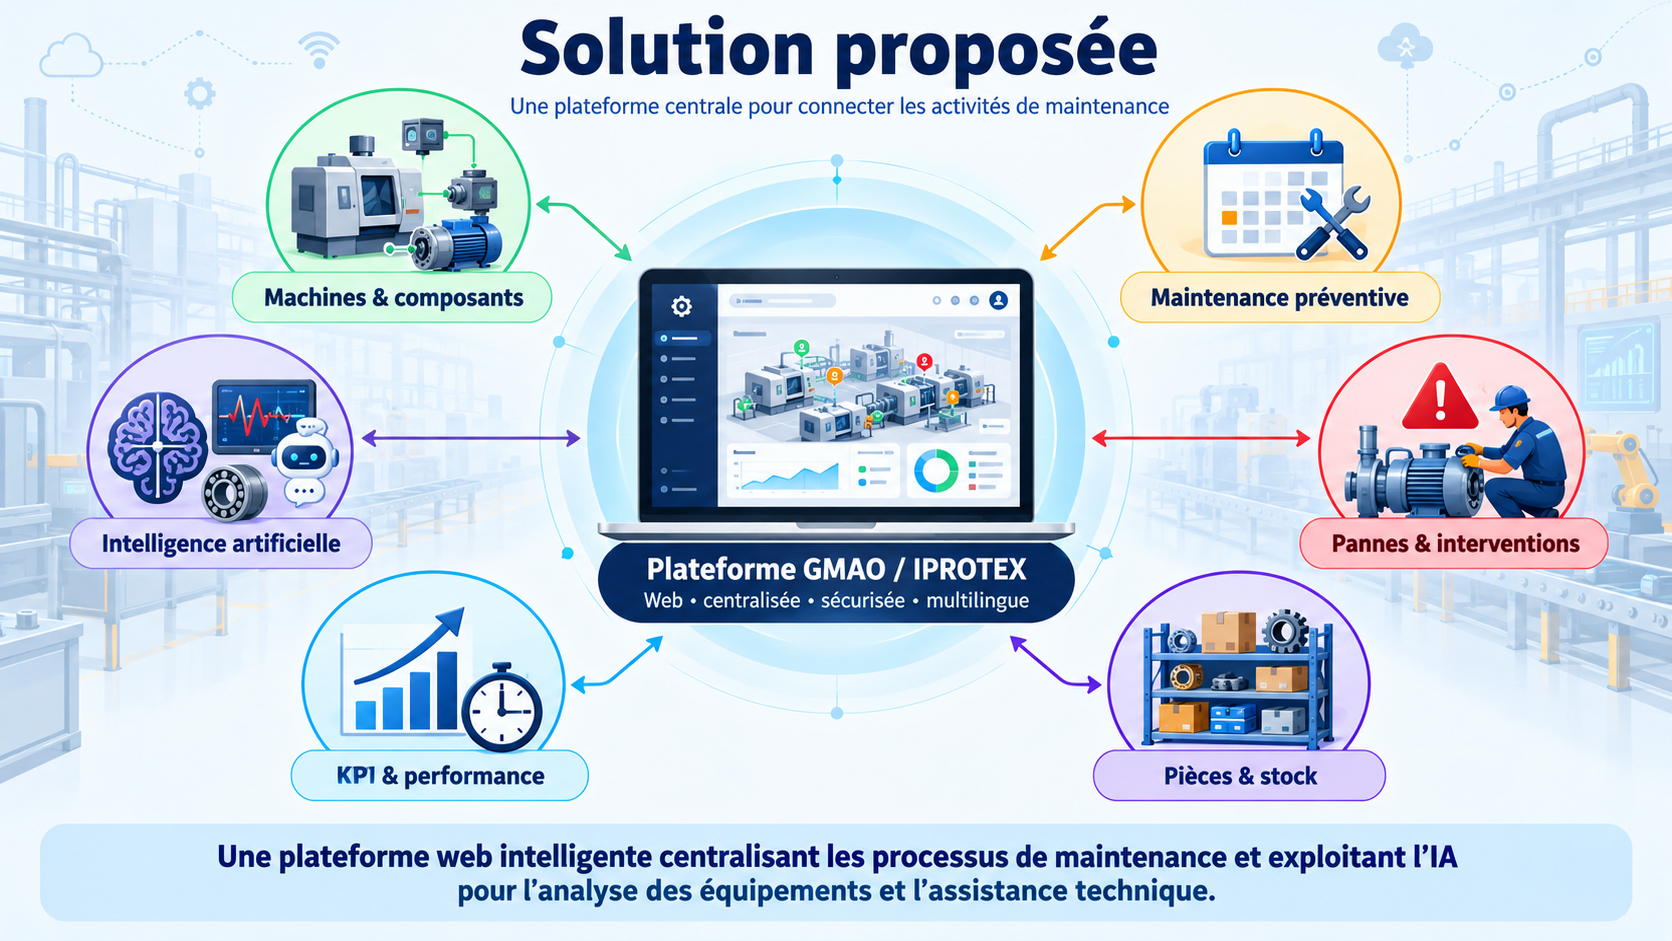 Solution proposée
Une plateforme centrale pour connecter les activités de maintenance
Machines & composants
Maintenance préventive
Intelligence artificielle
Pannes & interventions
Plateforme GMAO / IPROTEX
Web • centralisée • sécurisée • multilingue
KPI & performance
Pièces & stock
Une plateforme web intelligente centralisant les processus de maintenance et exploitant l'IA
pour l'analyse des équipements et l'assistance technique.